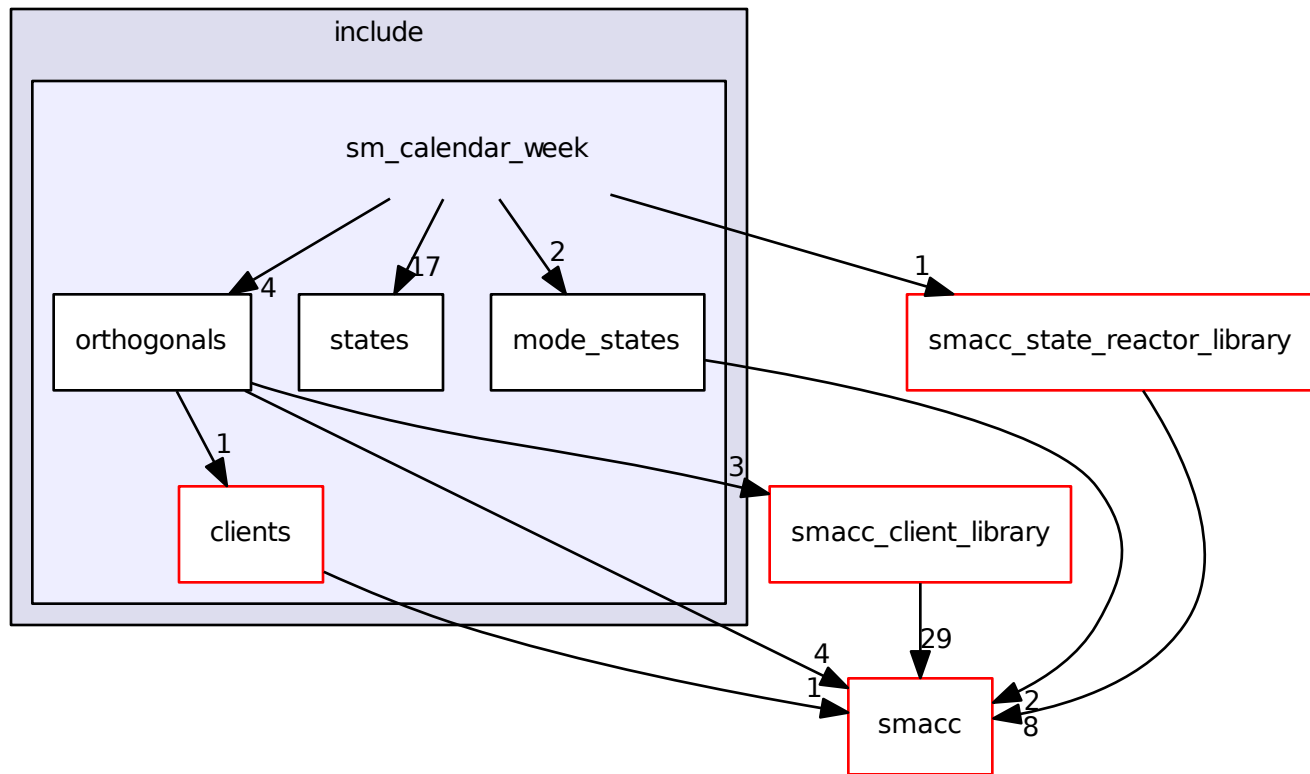 include
sm_calendar_week
4
17
2
1
orthogonals
states
mode_states
smacc_state_reactor_library
1
3
clients
smacc_client_library
4
1
29
2
8
smacc